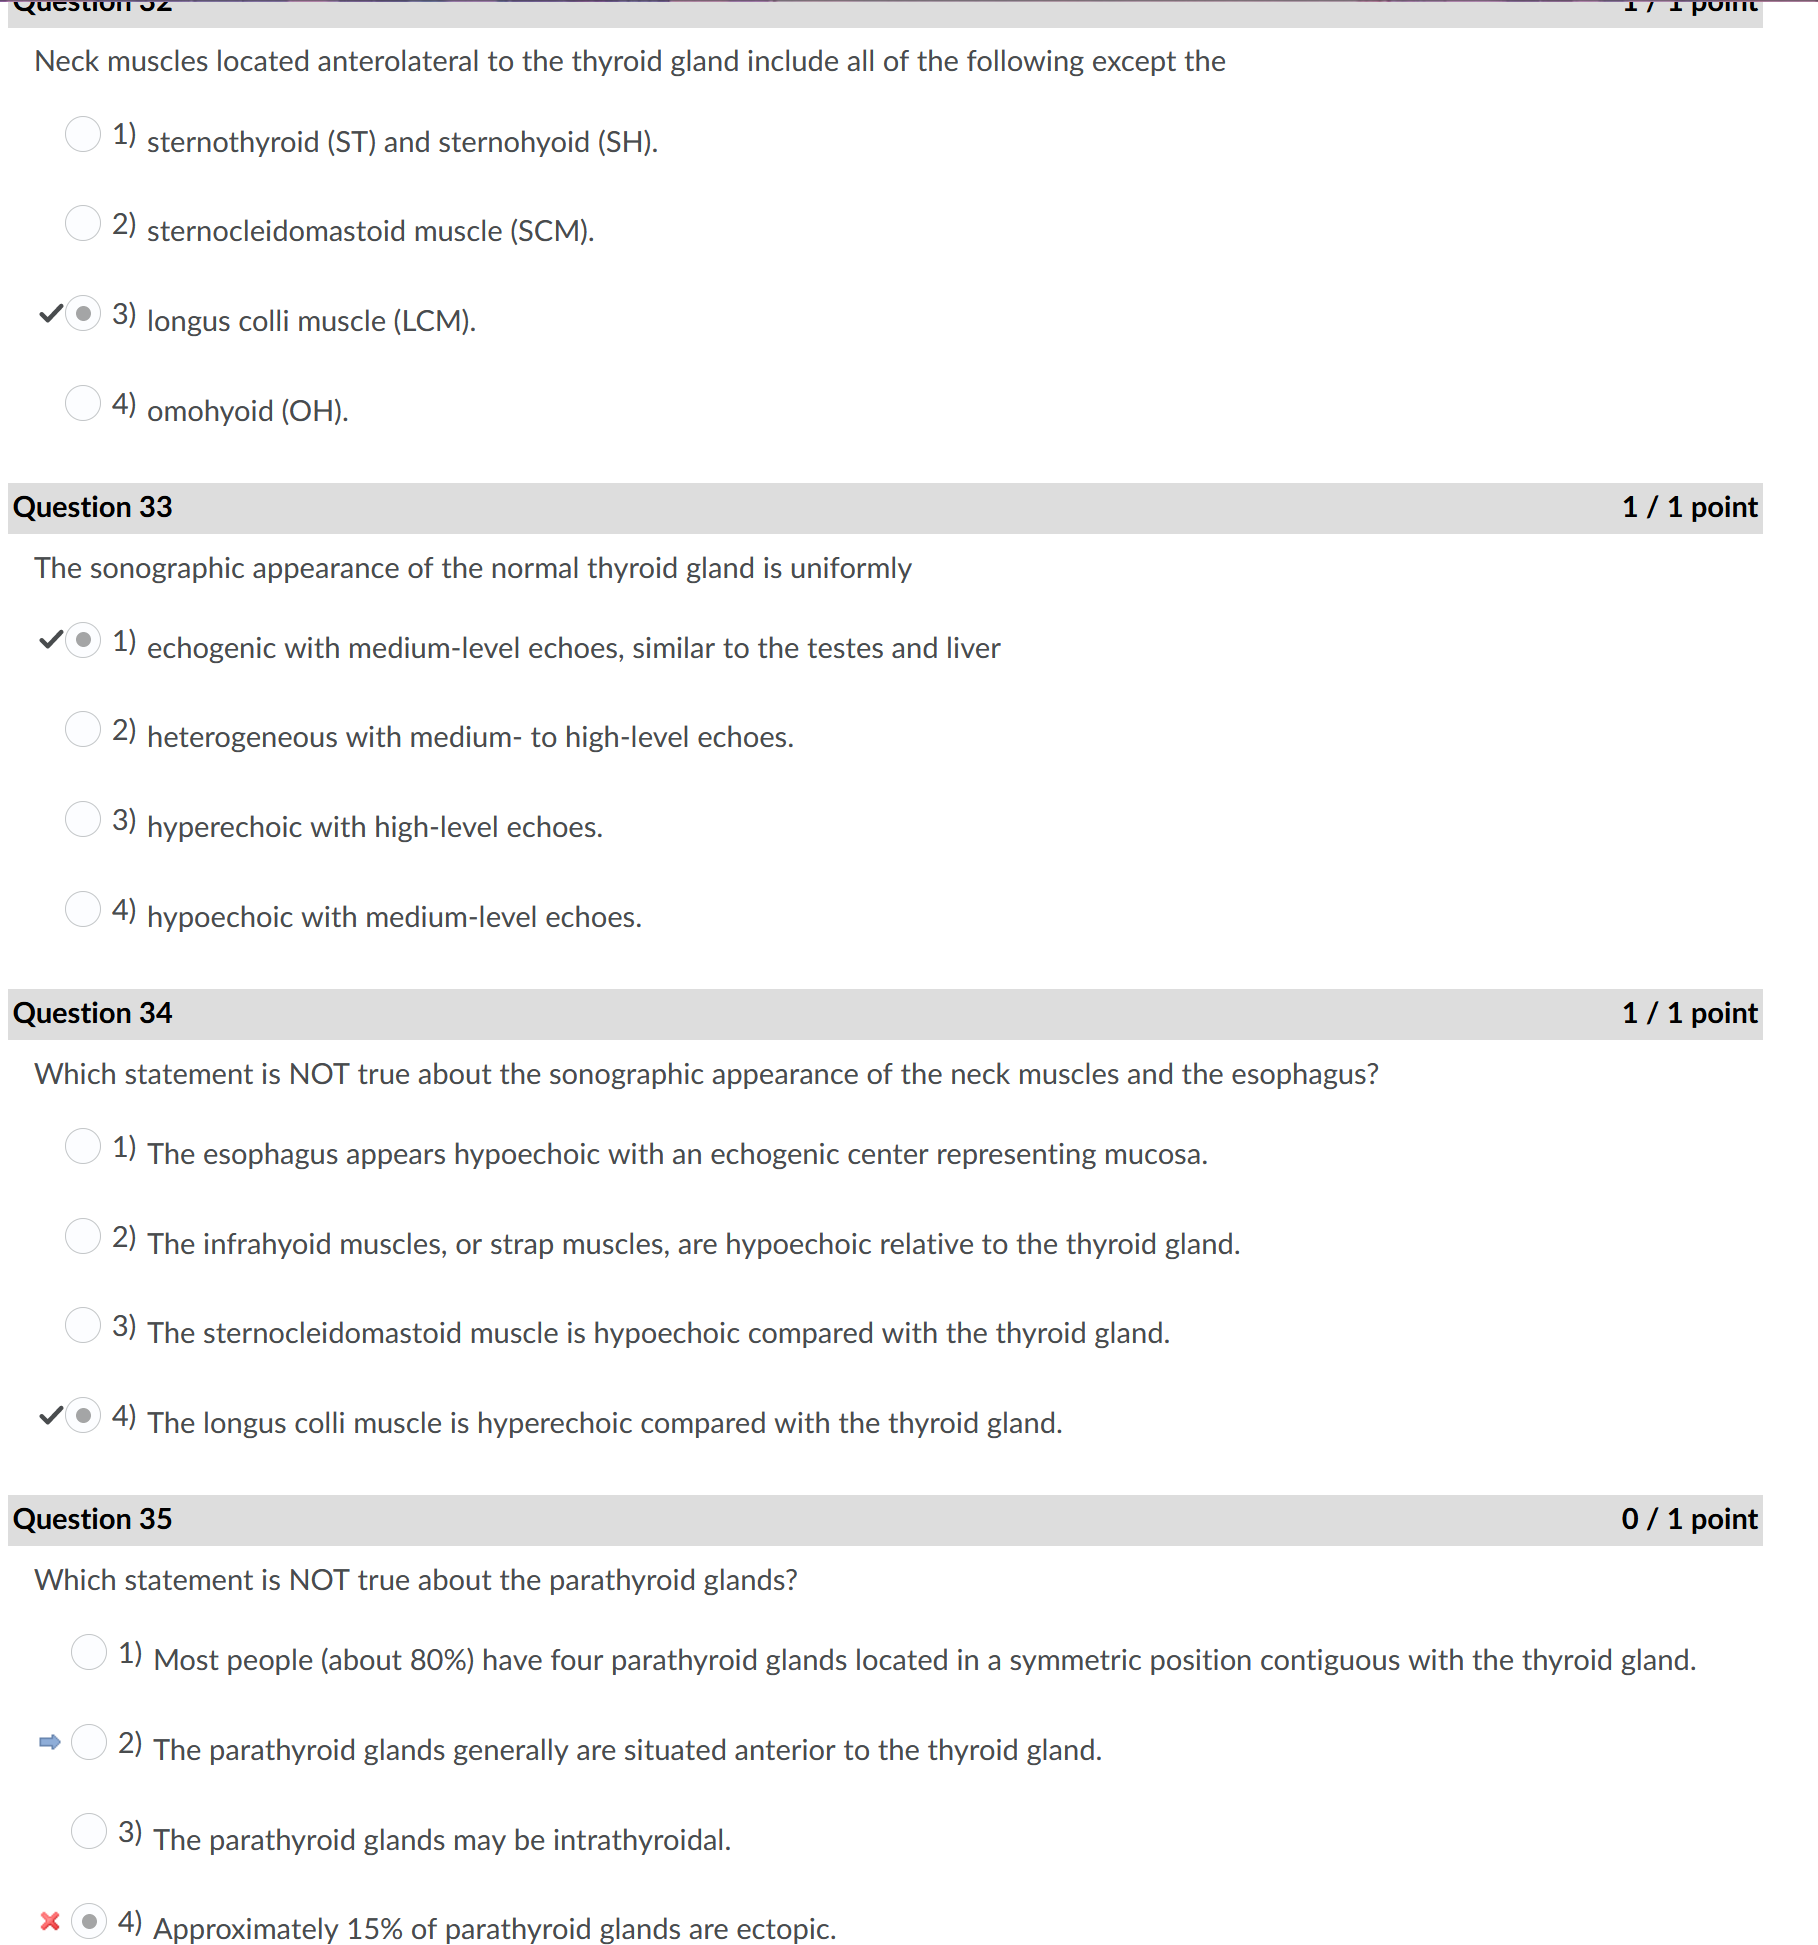 Question 32 1 / 1 point
Neck muscles located anterolateral to the thyroid gland include all of the following except the
1) sternothyroid (ST) and sternohyoid (SH).
2) sternocleidomastoid muscle (SCM).
3) longus colli muscle (LCM).
4) omohyoid (OH).
Question 33 1 / 1 point
The sonographic appearance of the normal thyroid gland is uniformly
1) echogenic with medium-level echoes, similar to the testes and liver
2) heterogeneous with medium- to high-level echoes.
3) hyperechoic with high-level echoes.
4) hypoechoic with medium-level echoes.
Question 34 1 / 1 point
Which statement is NOT true about the sonographic appearance of the neck muscles and the esophagus?
1) The esophagus appears hypoechoic with an echogenic center representing mucosa.
2) The infrahyoid muscles, or strap muscles, are hypoechoic relative to the thyroid gland.
3) The sternocleidomastoid muscle is hypoechoic compared with the thyroid gland.
4) The longus colli muscle is hyperechoic compared with the thyroid gland.
Question 35 0 / 1 point
Which statement is NOT true about the parathyroid glands?
1) Most people (about 80%) have four parathyroid glands located in a symmetric position contiguous with the thyroid gland.
2) The parathyroid glands generally are situated anterior to the thyroid gland.
3) The parathyroid glands may be intrathyroidal.
4) Approximately 15% of parathyroid glands are ectopic.